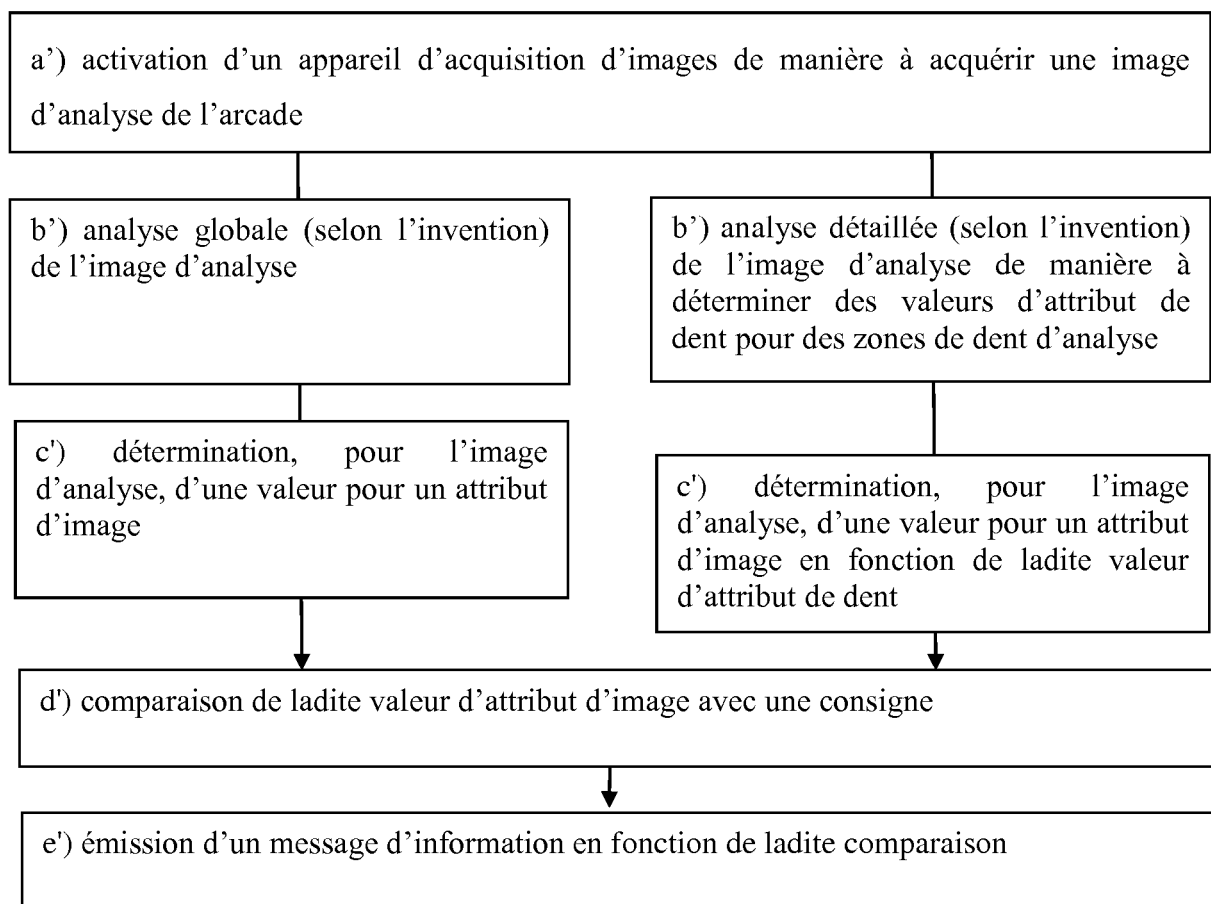 a’) activation d’un appareil d’acquisition d’images de manière à acquérir une image
d’analyse de l’arcade
b’) analyse globale (selon l’invention)
de l’image d’analyse
b’) analyse détaillée (selon l’invention)
de l’image d’analyse de manière à
déterminer des valeurs d’attribut de
dent pour des zones de dent d’analyse
c') détermination, pour l’image
d’analyse, d’une valeur pour un attribut
d’image
c') détermination, pour l’image
d’analyse, d’une valeur pour un attribut
d’image en fonction de ladite valeur
d’attribut de dent
d') comparaison de ladite valeur d’attribut d’image avec une consigne
e') émission d’un message d’information en fonction de ladite comparaison